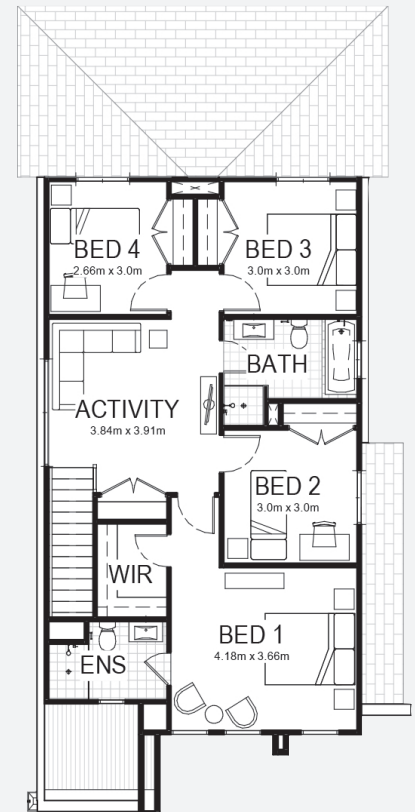 BED 4
2.66m x 3.0m
BED 3
3.0m x 3.0m
BATH
ACTIVITY
3.84m x 3.91m
BED 2
3.0m x 3.0m
WIR
BED 1
4.18m x 3.66m
ENS